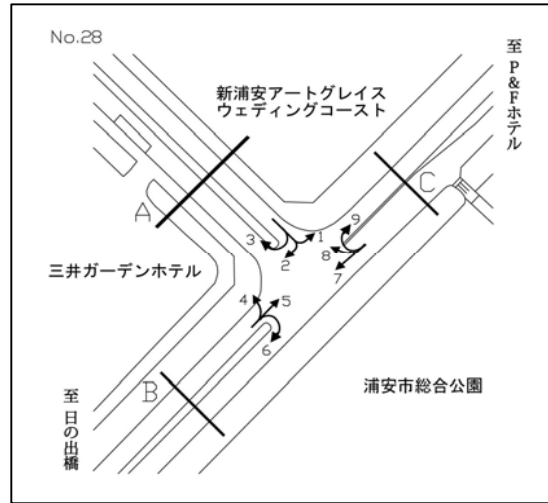 No.28
至 P&Fホテル
新浦安アートグレイス
ウェディングコースト
C
A
9
3
1
2
8
7
三井ガーデンホテル
4
5
6
B
浦安市総合公園
至 日の出橋